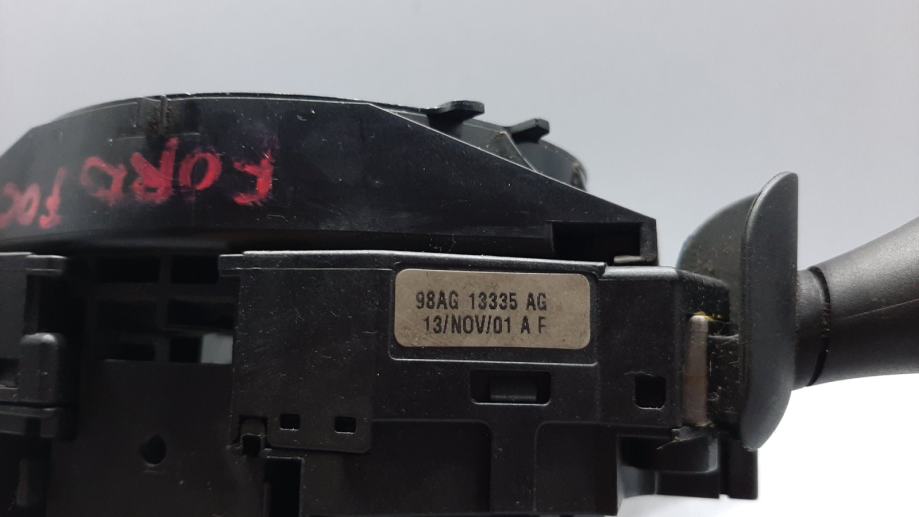 FORD FOC
98AG 13335 AG
13/NOV/01 A F